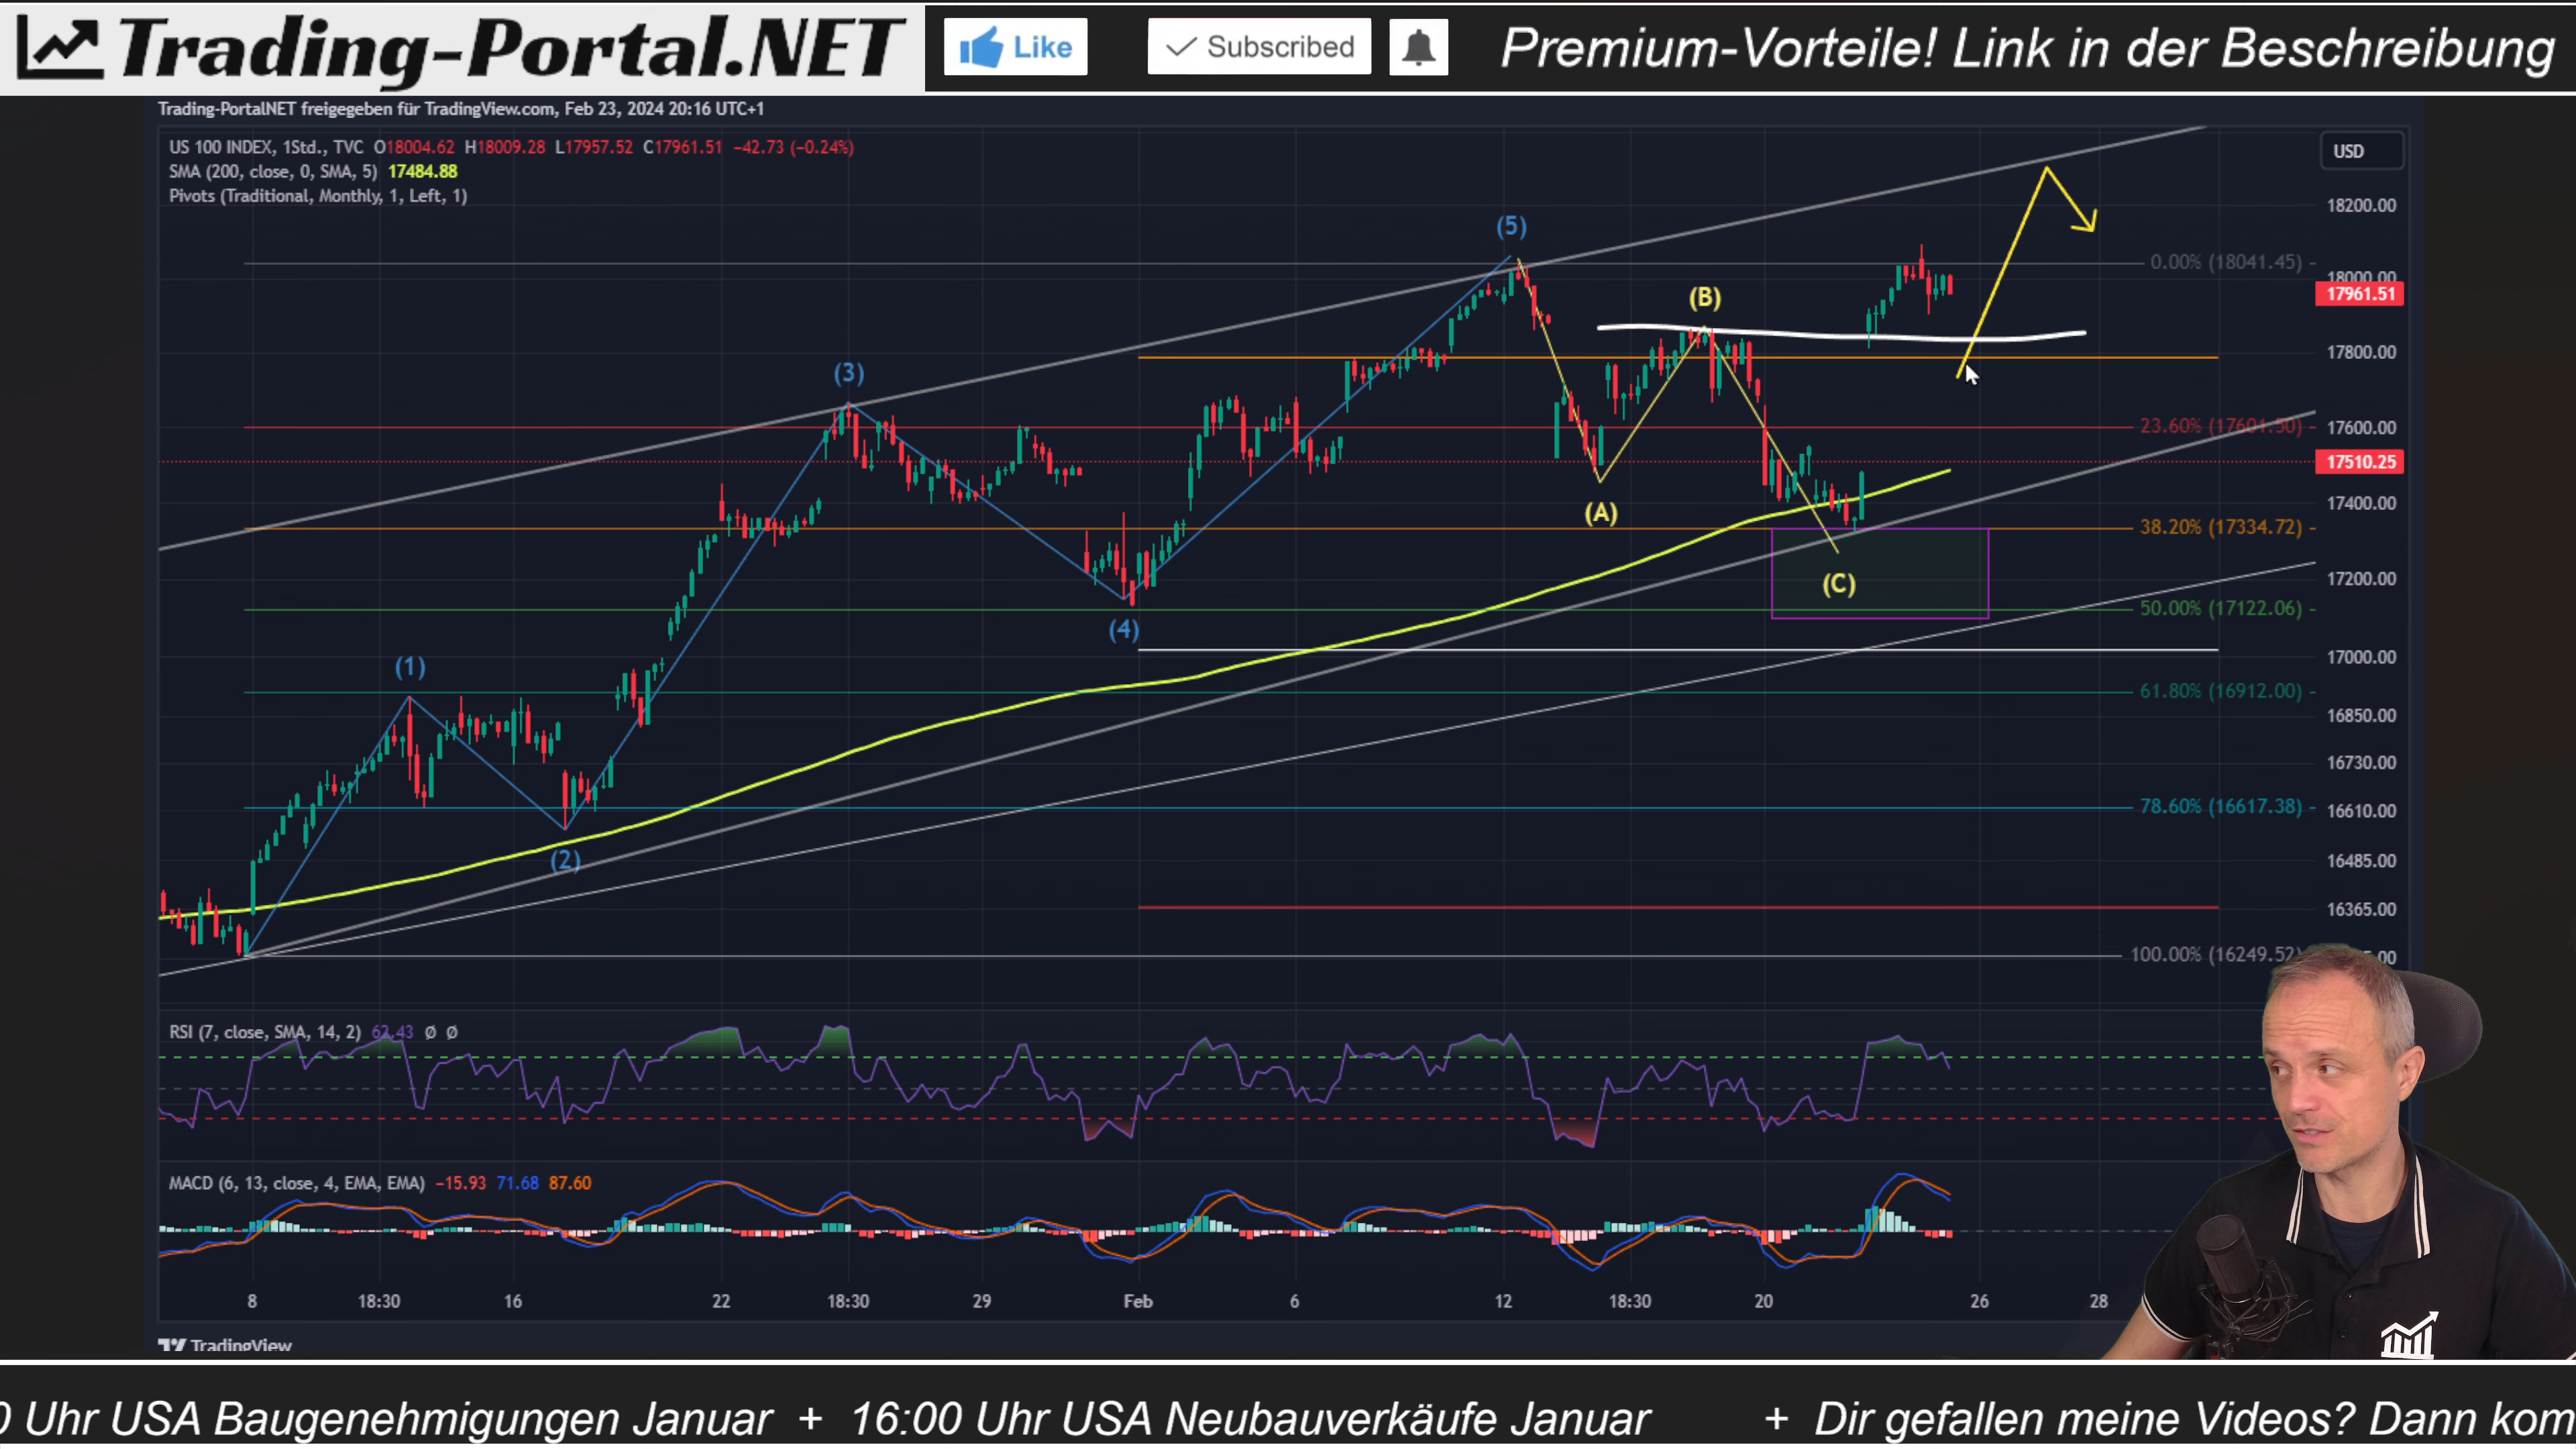 Trading-Portal.NET
Like
Subscribed
Premium-Vorteile! Link in der Beschreibung
Trading-PortalNET freigegeben für TradingView.com, Feb 23, 2024 20:16 UTC+1
US 100 INDEX, 1Std., TVC O18004.62 H18009.28 L17957.52 C17961.51 −42.73 (−0.24%)
SMA (200, close, 0, SMA, 5) 17484.88
Pivots (Traditional, Monthly, 1, Left, 1)
USD
18200.00
0.00% (18041.45)
18000.00
17961.51
17800.00
23.60% (17601.50)
17600.00
17510.25
17400.00
38.20% (17334.72)
17200.00
50.00% (17122.06)
17000.00
61.80% (16912.00)
16850.00
16730.00
78.60% (16617.38)
16610.00
16485.00
16365.00
100.00% (16249.52)
(1)
(2)
(3)
(4)
(5)
(A)
(B)
(C)
RSI (7, close, SMA, 14, 2) 62.43 Ø Ø
MACD (6, 13, close, 4, EMA, EMA) −15.93 71.68 87.60
8 18:30 16 22 18:30 29 Feb 6 12 18:30 20 26 28
TradingView
0 Uhr USA Baugenehmigungen Januar + 16:00 Uhr USA Neubauverkäufe Januar + Dir gefallen meine Videos? Dann kom